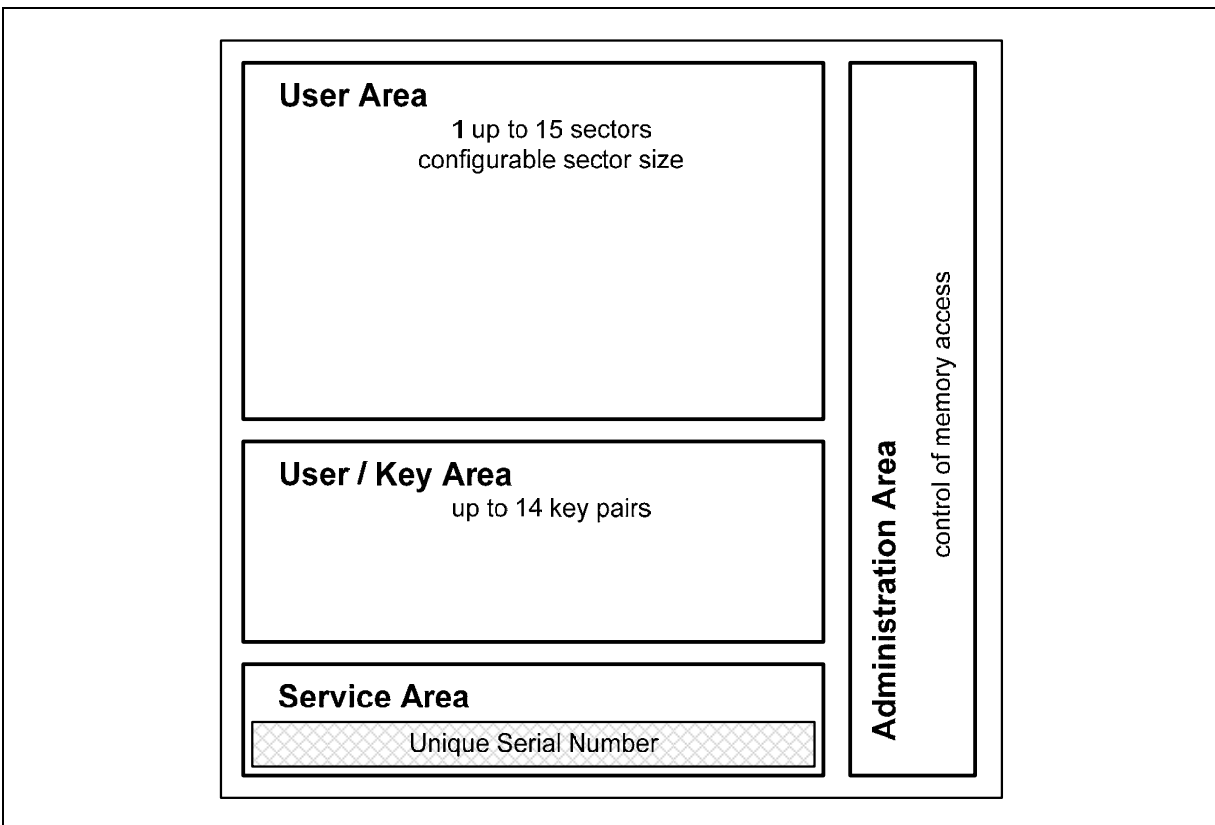 User Area
1 up to 15 sectors
configurable sector size
User / Key Area
up to 14 key pairs
Service Area
Unique Serial Number
Administration Area
control of memory access